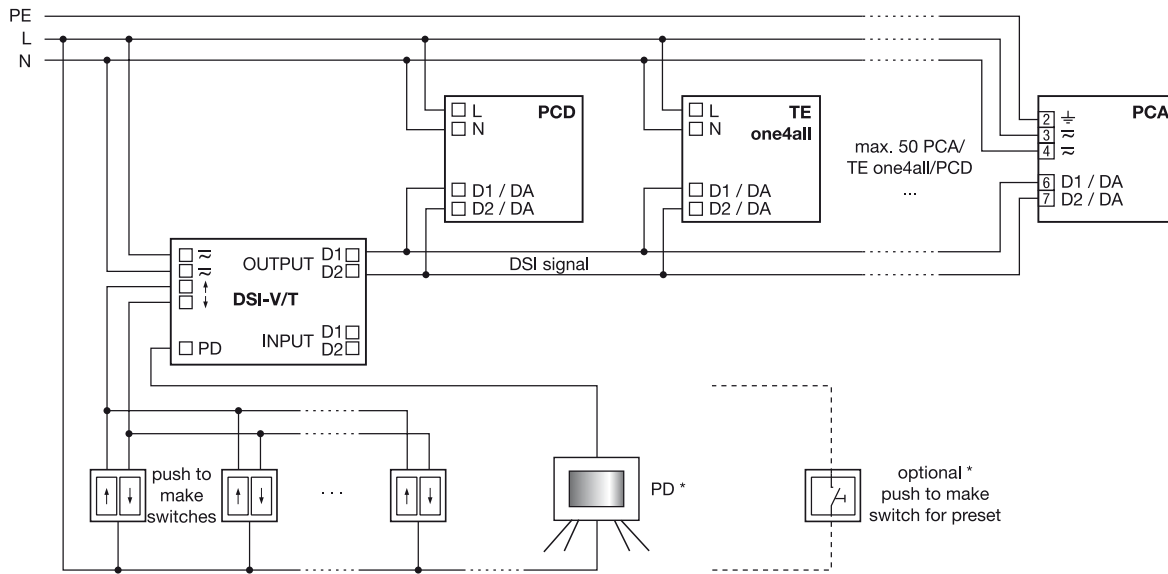 PE
L
N
L
PCD
N
D1 / DA
D2 / DA
L
TE
N
one4all
D1 / DA
D2 / DA
max. 50 PCA/
TE one4all/PCD
...
PCA
2
3
4
6 D1 / DA
7 D2 / DA
OUTPUT D1
D2
DSI-V/T
↑
↓
INPUT D1
D2
PD
DSI signal
push to
make
switches
↑ ↓
↑ ↓
...
↑ ↓
PD *
optional *
push to make
switch for preset